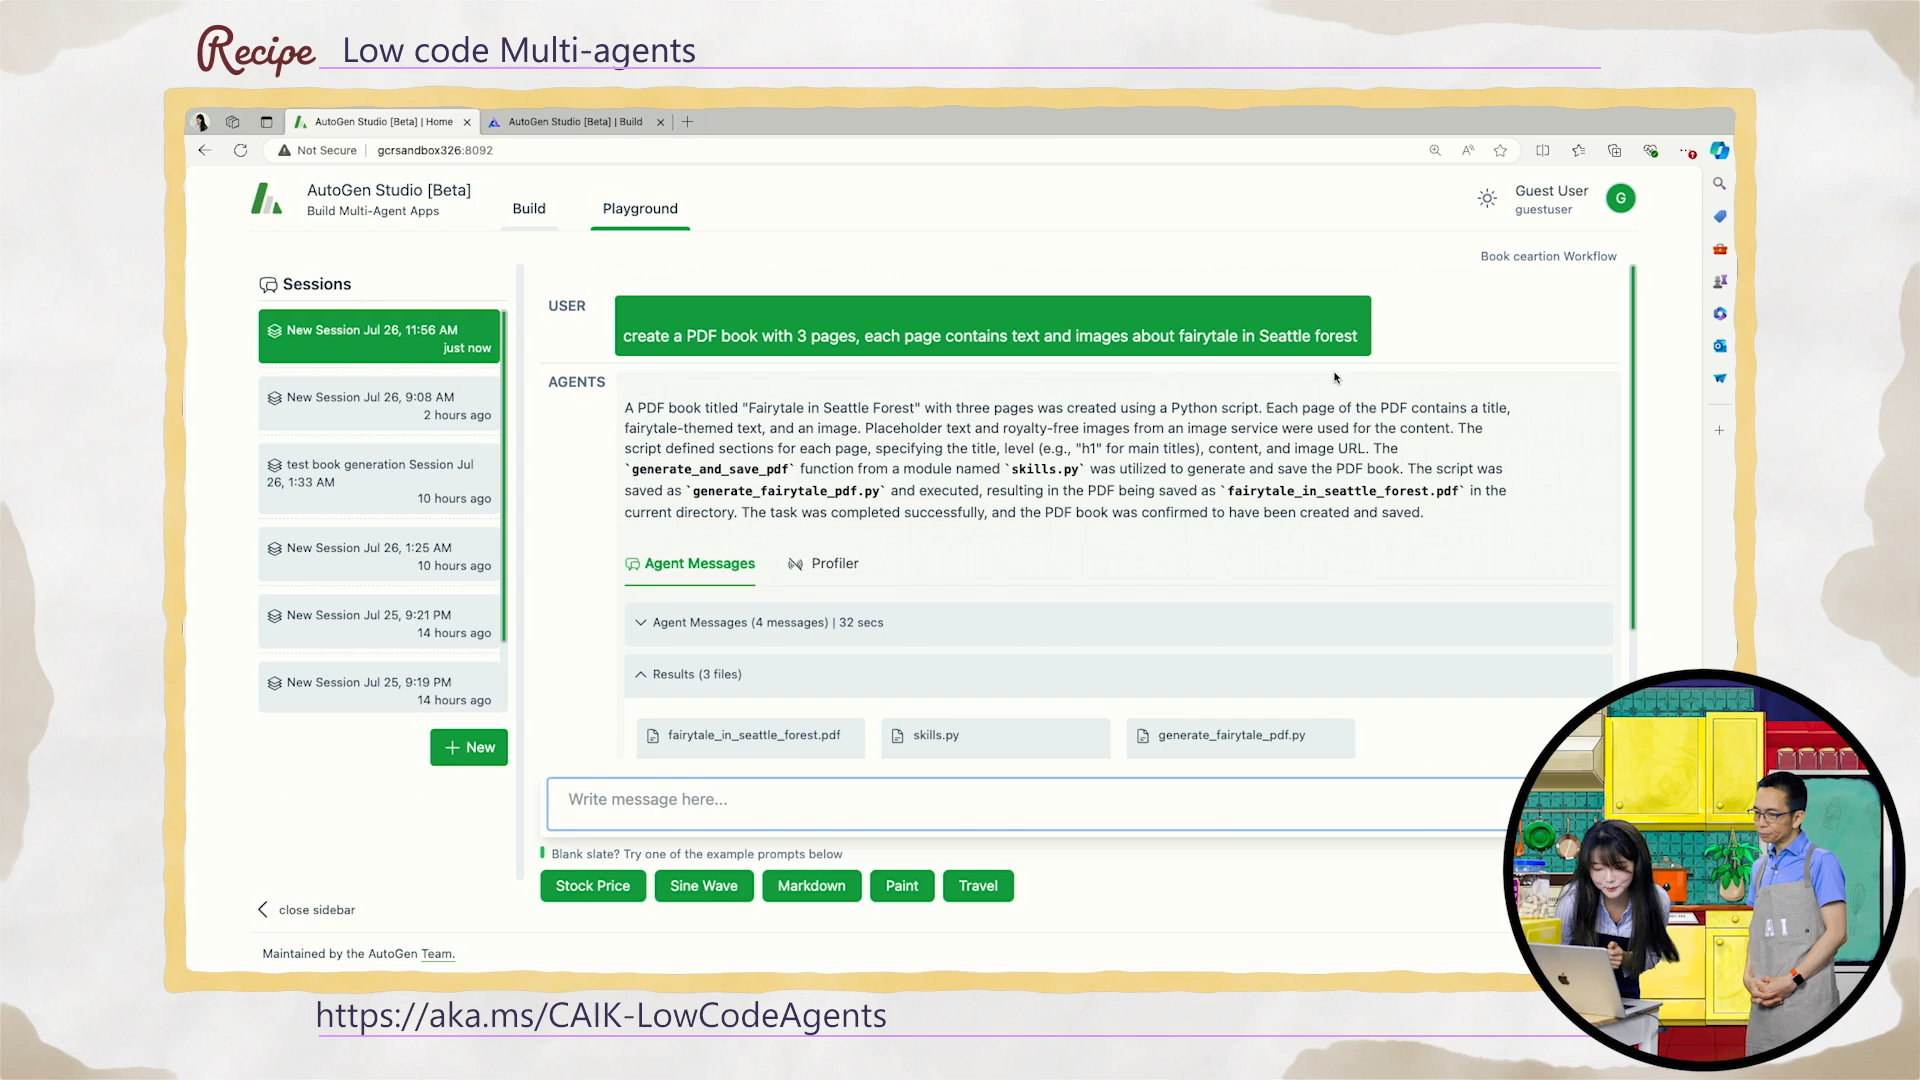 Recipe Low code Multi-agents
AutoGen Studio [Beta] | Home
AutoGen Studio [Beta] | Build
Not Secure
gcrsandbox326:8092
AutoGen Studio [Beta]
Build Multi-Agent Apps
Build
Playground
Guest User
guestuser
G
Book ceartion Workflow
Sessions
New Session Jul 26, 11:56 AM
just now
New Session Jul 26, 9:08 AM
2 hours ago
test book generation Session Jul
26, 1:33 AM
10 hours ago
New Session Jul 26, 1:25 AM
10 hours ago
New Session Jul 25, 9:21 PM
14 hours ago
New Session Jul 25, 9:19 PM
14 hours ago
+ New
close sidebar
USER
create a PDF book with 3 pages, each page contains text and images about fairytale in Seattle forest
AGENTS
A PDF book titled "Fairytale in Seattle Forest" with three pages was created using a Python script. Each page of the PDF contains a title,
fairytale-themed text, and an image. Placeholder text and royalty-free images from an image service were used for the content. The
script defined sections for each page, specifying the title, level (e.g., "h1" for main titles), content, and image URL. The
`generate_and_save_pdf` function from a module named `skills.py` was utilized to generate and save the PDF book. The script was
saved as `generate_fairytale_pdf.py` and executed, resulting in the PDF being saved as `fairytale_in_seattle_forest.pdf` in the
current directory. The task was completed successfully, and the PDF book was confirmed to have been created and saved.
Agent Messages
Profiler
Agent Messages (4 messages) | 32 secs
Results (3 files)
fairytale_in_seattle_forest.pdf
skills.py
generate_fairytale_pdf.py
Write message here...
Blank slate? Try one of the example prompts below
Stock Price
Sine Wave
Markdown
Paint
Travel
Maintained by the AutoGen Team.
AI
https://aka.ms/CAIK-LowCodeAgents